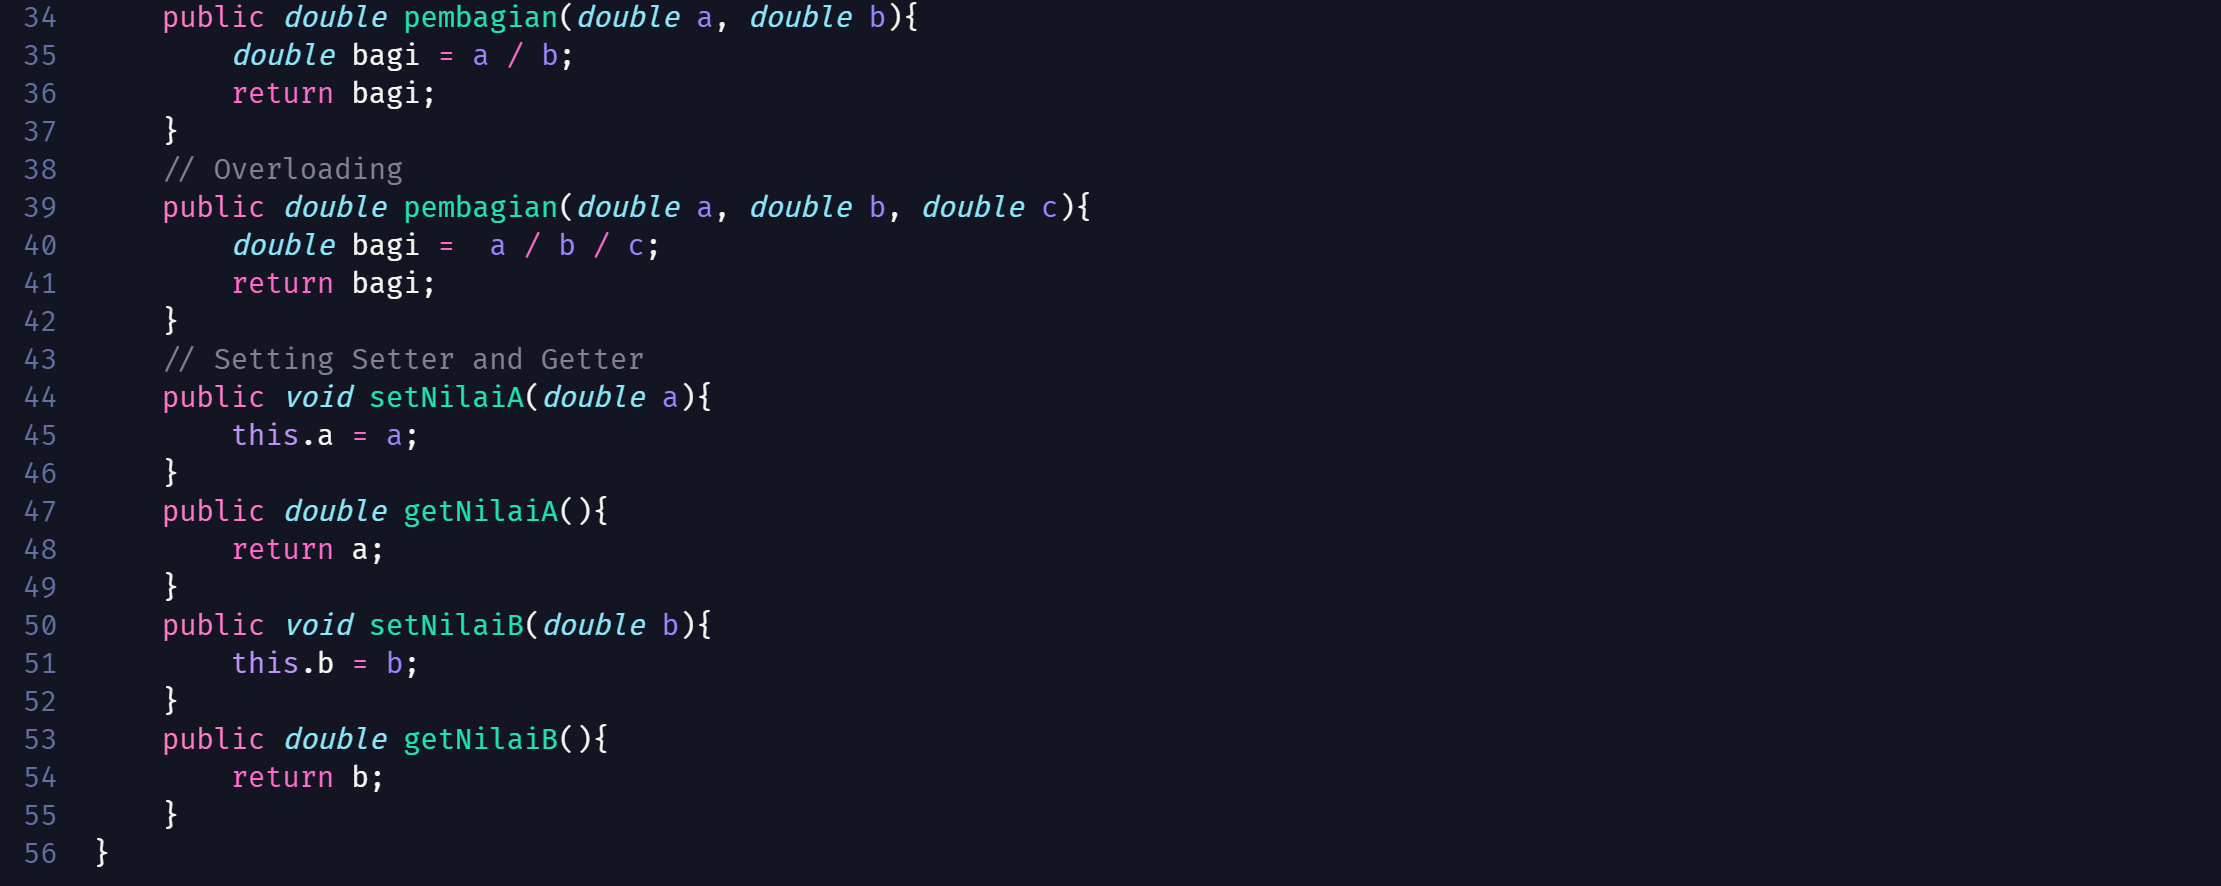 34 public double pembagian(double a, double b){
35 double bagi = a / b;
36 return bagi;
37 }
38 // Overloading
39 public double pembagian(double a, double b, double c){
40 double bagi =  a / b / c;
41 return bagi;
42 }
43 // Setting Setter and Getter
44 public void setNilaiA(double a){
45 this.a = a;
46 }
47 public double getNilaiA(){
48 return a;
49 }
50 public void setNilaiB(double b){
51 this.b = b;
52 }
53 public double getNilaiB(){
54 return b;
55 }
56 }